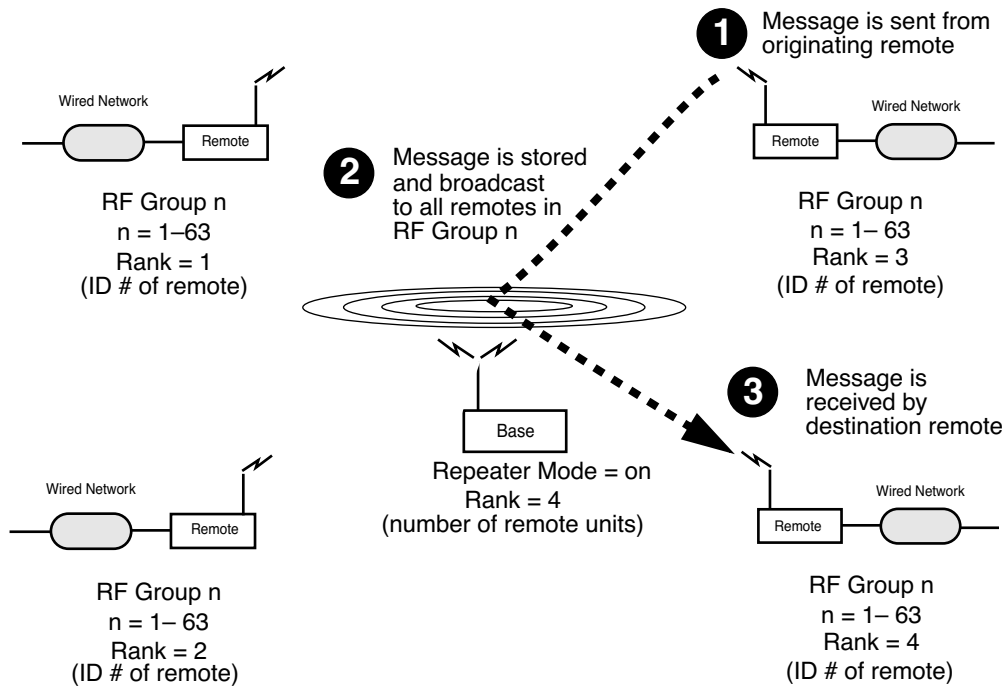 1
Message is sent from
originating remote
Wired Network
Remote
RF Group n
n = 1–63
Rank = 1
(ID # of remote)
2
Message is stored
and broadcast
to all remotes in
RF Group n
Wired Network
Remote
RF Group n
n = 1– 63
Rank = 3
(ID # of remote)
Base
Repeater Mode = on
Rank = 4
(number of remote units)
3
Message is
received by
destination remote
Wired Network
Remote
RF Group n
n = 1– 63
Rank = 2
(ID # of remote)
Wired Network
Remote
RF Group n
n = 1– 63
Rank = 4
(ID # of remote)